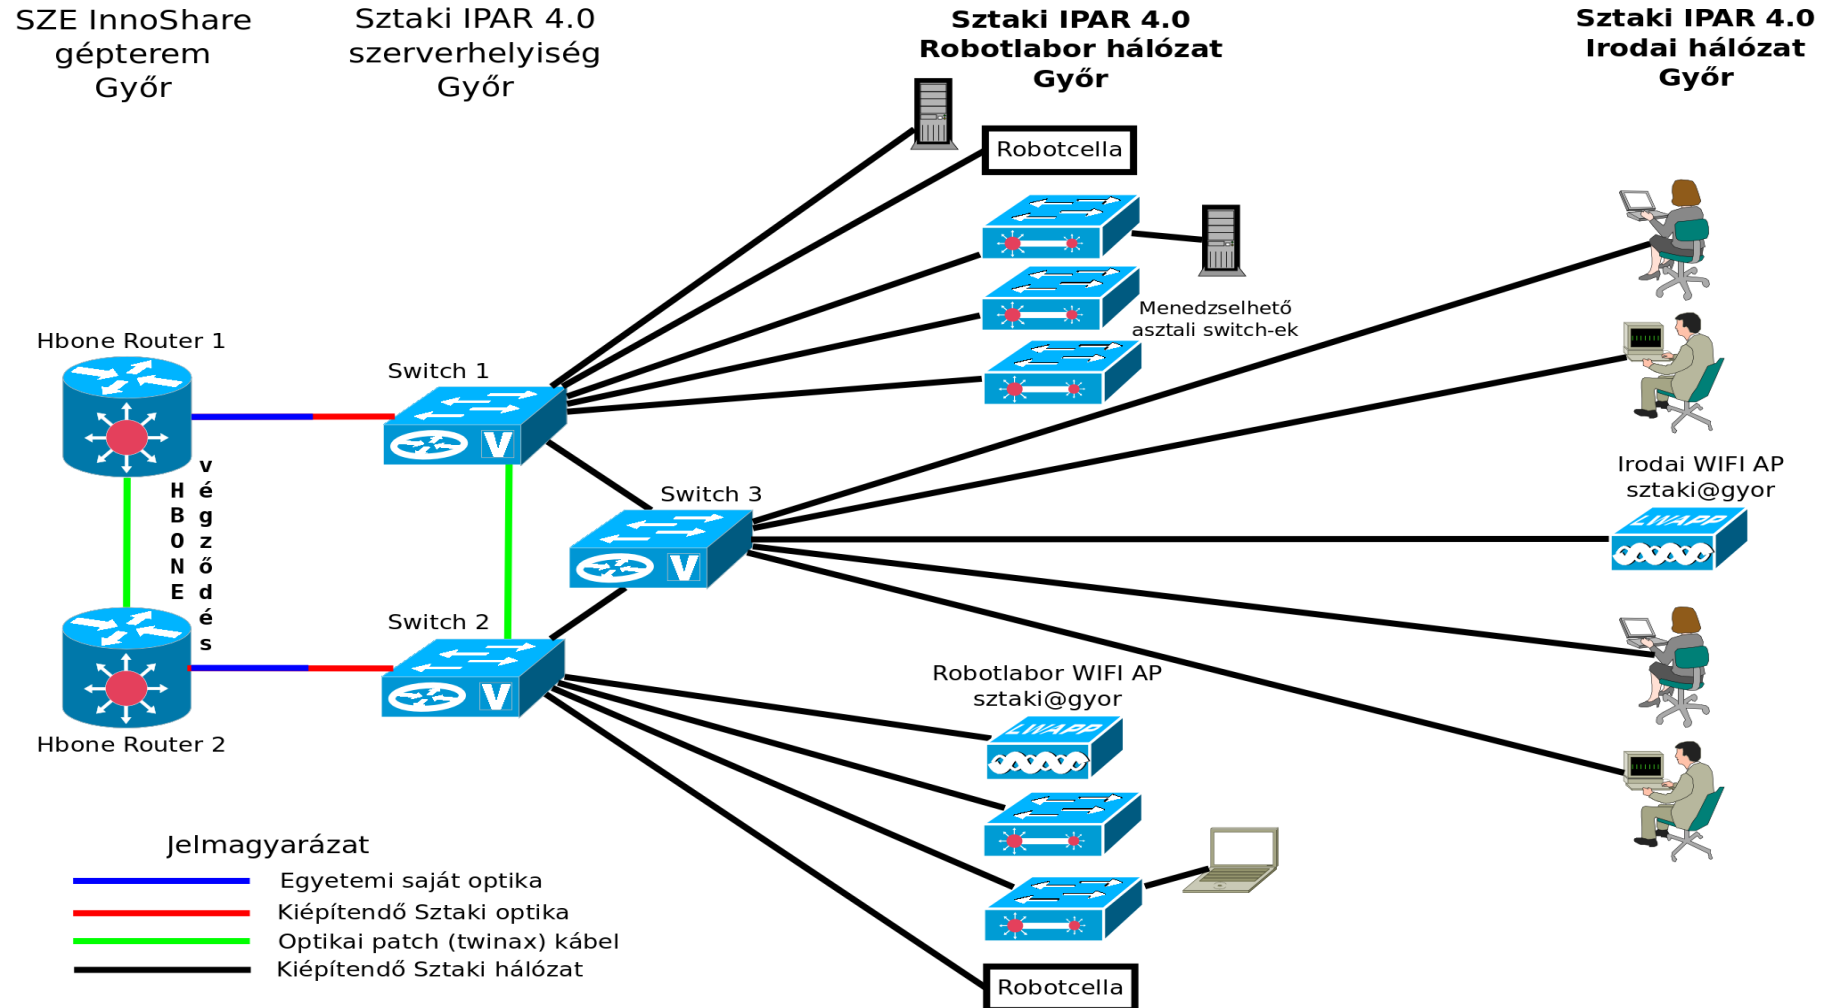 SZE InnoShare
gépterem
Győr
Sztaki IPAR 4.0
szerverhelyiség
Győr
Sztaki IPAR 4.0
Robotlabor hálózat
Győr
Sztaki IPAR 4.0
Irodai hálózat
Győr
Robotcella
Menedzselhető
asztali switch-ek
Hbone Router 1
Switch 1
V
HBONE
végződés
Switch 3
V
Irodai WIFI AP
sztaki@gyor
LWAPP
Switch 2
V
Hbone Router 2
Robotlabor WIFI AP
sztaki@gyor
LWAPP
Robotcella
Jelmagyarázat
Egyetemi saját optika
Kiépítendő Sztaki optika
Optikai patch (twinax) kábel
Kiépítendő Sztaki hálózat